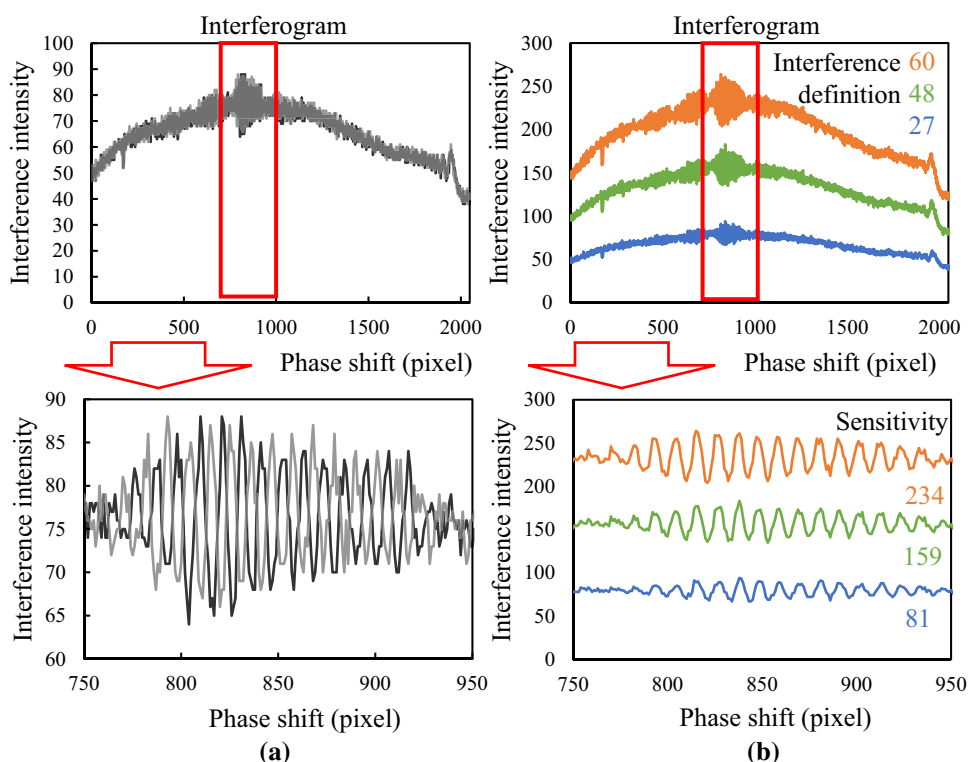 Interferogram
100
90
80
70
60
50
40
30
20
10
0
Interference intensity
0 500 1000 1500 2000
Phase shift (pixel)
Interferogram
300
250
200
150
100
50
0
Interference intensity
Interference 60
definition 48
27
0 500 1000 1500 2000
Phase shift (pixel)
90
85
80
75
70
65
60
Interference intensity
750 800 850 900 950
Phase shift (pixel)
(a)
300
250
200
150
100
50
0
Interference intensity
Sensitivity
234
159
81
750 800 850 900 950
Phase shift (pixel)
(b)